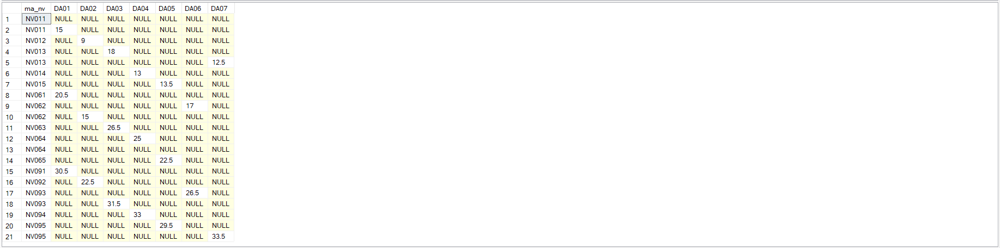 ma_nv DA01 DA02 DA03 DA04 DA05 DA06 DA07
1 NV011 NULL NULL NULL NULL NULL NULL NULL
2 NV011 15 NULL NULL NULL NULL NULL NULL
3 NV012 NULL 9 NULL NULL NULL NULL NULL
4 NV013 NULL NULL 18 NULL NULL NULL NULL
5 NV013 NULL NULL NULL NULL NULL NULL 12.5
6 NV014 NULL NULL NULL 13 NULL NULL NULL
7 NV015 NULL NULL NULL NULL 13.5 NULL NULL
8 NV061 20.5 NULL NULL NULL NULL NULL NULL
9 NV062 NULL NULL NULL NULL NULL 17 NULL
10 NV062 NULL 15 NULL NULL NULL NULL NULL
11 NV063 NULL NULL 26.5 NULL NULL NULL NULL
12 NV064 NULL NULL NULL 25 NULL NULL NULL
13 NV064 NULL NULL NULL NULL NULL NULL NULL
14 NV065 NULL NULL NULL NULL 22.5 NULL NULL
15 NV091 30.5 NULL NULL NULL NULL NULL NULL
16 NV092 NULL 22.5 NULL NULL NULL NULL NULL
17 NV093 NULL NULL NULL NULL NULL 26.5 NULL
18 NV093 NULL NULL 31.5 NULL NULL NULL NULL
19 NV094 NULL NULL NULL 33 NULL NULL NULL
20 NV095 NULL NULL NULL NULL 29.5 NULL NULL
21 NV095 NULL NULL NULL NULL NULL NULL 33.5